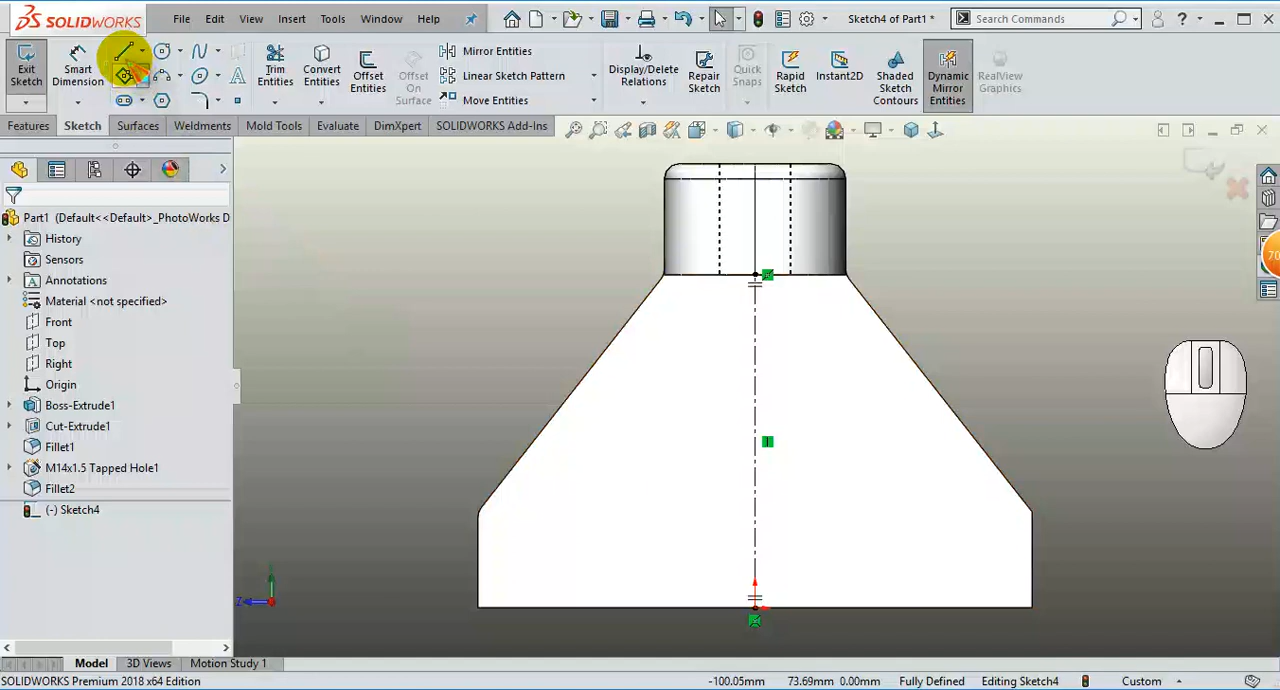 SOLIDWORKS
File Edit View Insert Tools Window Help
Sketch4 of Part1 *
Search Commands
Exit Sketch
Smart Dimension
Trim Entities
Convert Entities
Offset Entities
Offset On Surface
Mirror Entities
Linear Sketch Pattern
Move Entities
Display/Delete Relations
Repair Sketch
Quick Snaps
Rapid Sketch
Instant2D
Shaded Sketch Contours
Dynamic Mirror Entities
RealView Graphics
Features Sketch Surfaces Weldments Mold Tools Evaluate DimXpert SOLIDWORKS Add-Ins
Part1 (Default<<Default>_PhotoWorks D
History
Sensors
Annotations
Material <not specified>
Front
Top
Right
Origin
Boss-Extrude1
Cut-Extrude1
Fillet1
M14x1.5 Tapped Hole1
Fillet2
(-) Sketch4
70
Z
Model 3D Views Motion Study 1
SOLIDWORKS Premium 2018 x64 Edition
-100.05mm 73.69mm 0.00mm Fully Defined Editing Sketch4 Custom